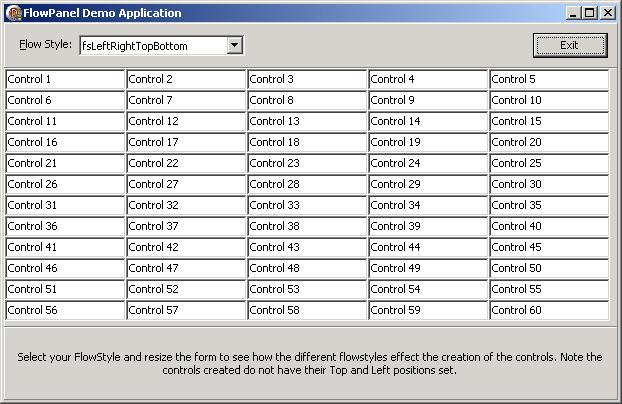 FlowPanel Demo Application
Flow Style: fsLeftRightTopBottom Exit
Control 1 Control 2 Control 3 Control 4 Control 5
Control 6 Control 7 Control 8 Control 9 Control 10
Control 11 Control 12 Control 13 Control 14 Control 15
Control 16 Control 17 Control 18 Control 19 Control 20
Control 21 Control 22 Control 23 Control 24 Control 25
Control 26 Control 27 Control 28 Control 29 Control 30
Control 31 Control 32 Control 33 Control 34 Control 35
Control 36 Control 37 Control 38 Control 39 Control 40
Control 41 Control 42 Control 43 Control 44 Control 45
Control 46 Control 47 Control 48 Control 49 Control 50
Control 51 Control 52 Control 53 Control 54 Control 55
Control 56 Control 57 Control 58 Control 59 Control 60
Select your FlowStyle and resize the form to see how the different flowstyles effect the creation of the controls. Note the
controls created do not have their Top and Left positions set.